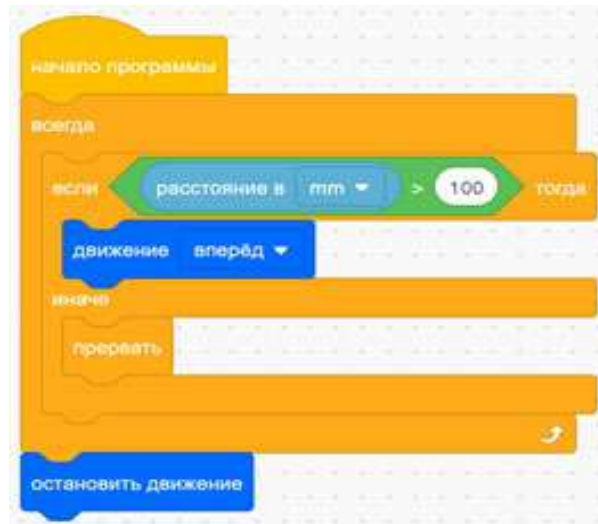 начало программы
всегда
если расстояние в mm > 100 тогда
движение вперёд
иначе
прервать
остановить движение